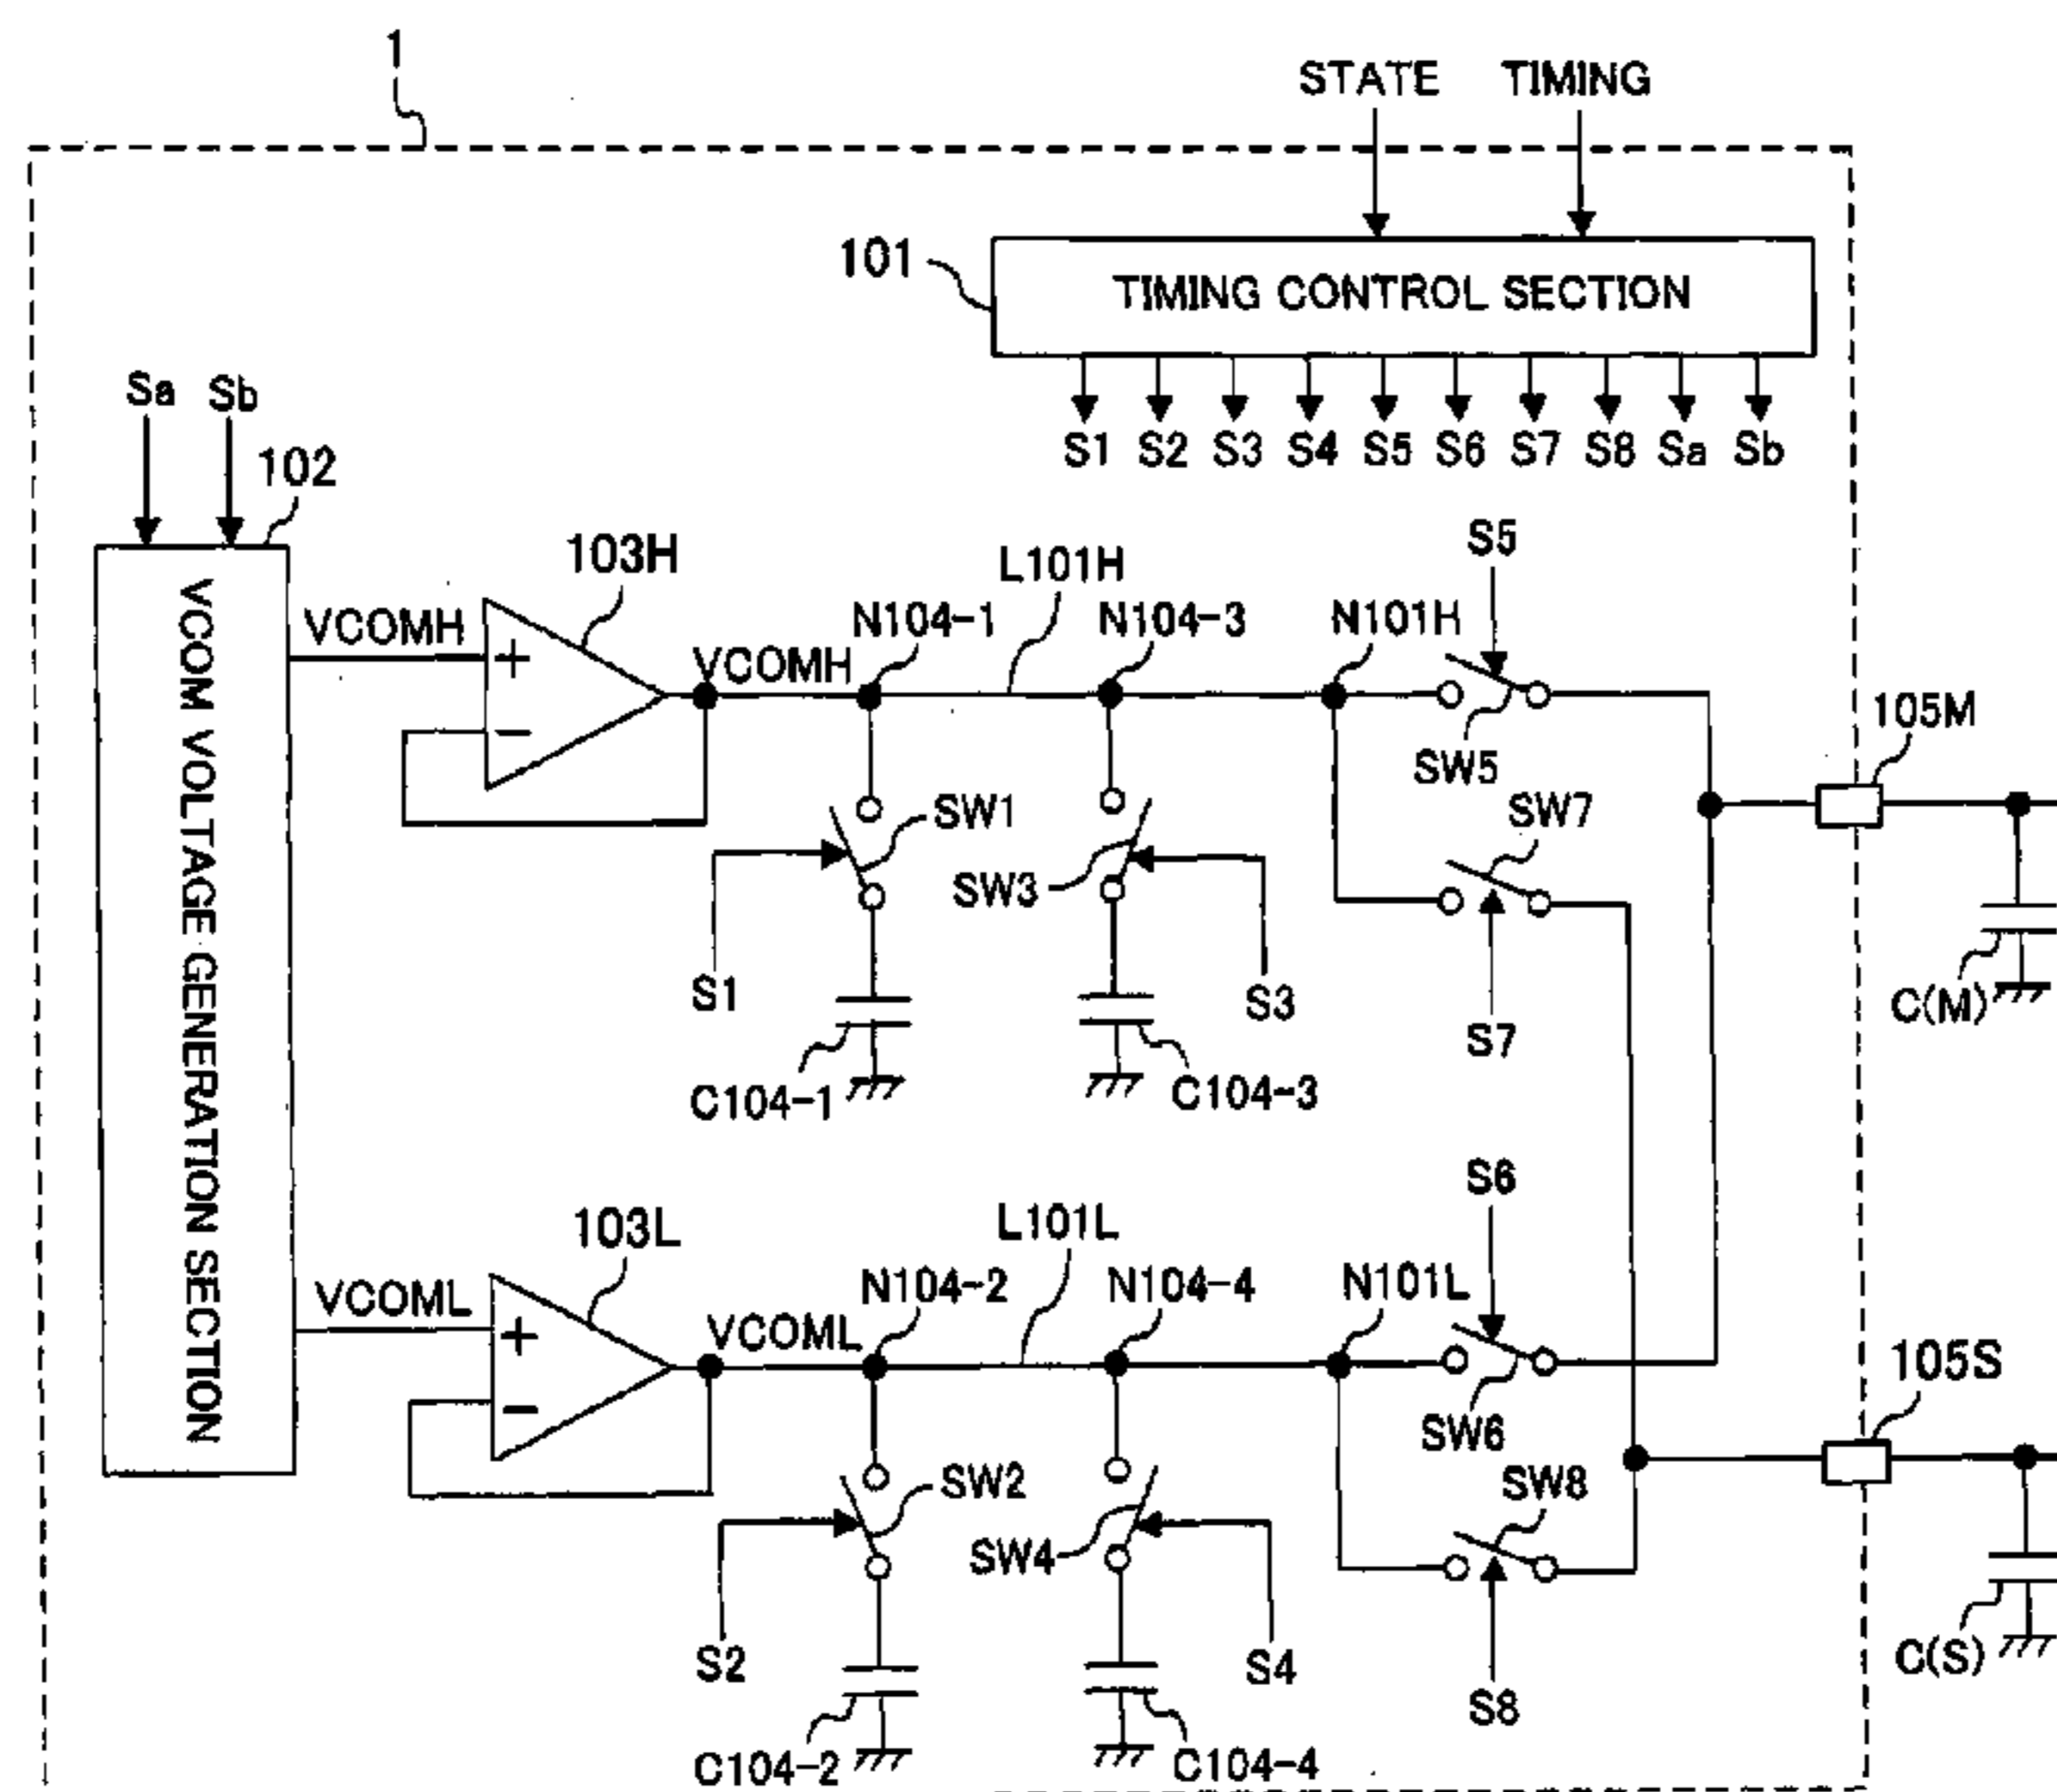 1
STATE TIMING
101
TIMING CONTROL SECTION
S1 S2 S3 S4 S5 S6 S7 S8 Sa Sb
Sa Sb
102
VCOM VOLTAGE GENERATION SECTION
VCOMH
103H
+
−
VCOMH
N104-1
L101H
N104-3
N101H
S5
SW5
105M
SW7
SW1
SW3
S1
S3
S7
C(M)
C104-1
C104-3
S6
103L
L101L
VCOML
+
−
VCOML
N104-2
N104-4
N101L
SW6
105S
SW8
SW2
SW4
S2
S4
S8
C(S)
C104-2
C104-4